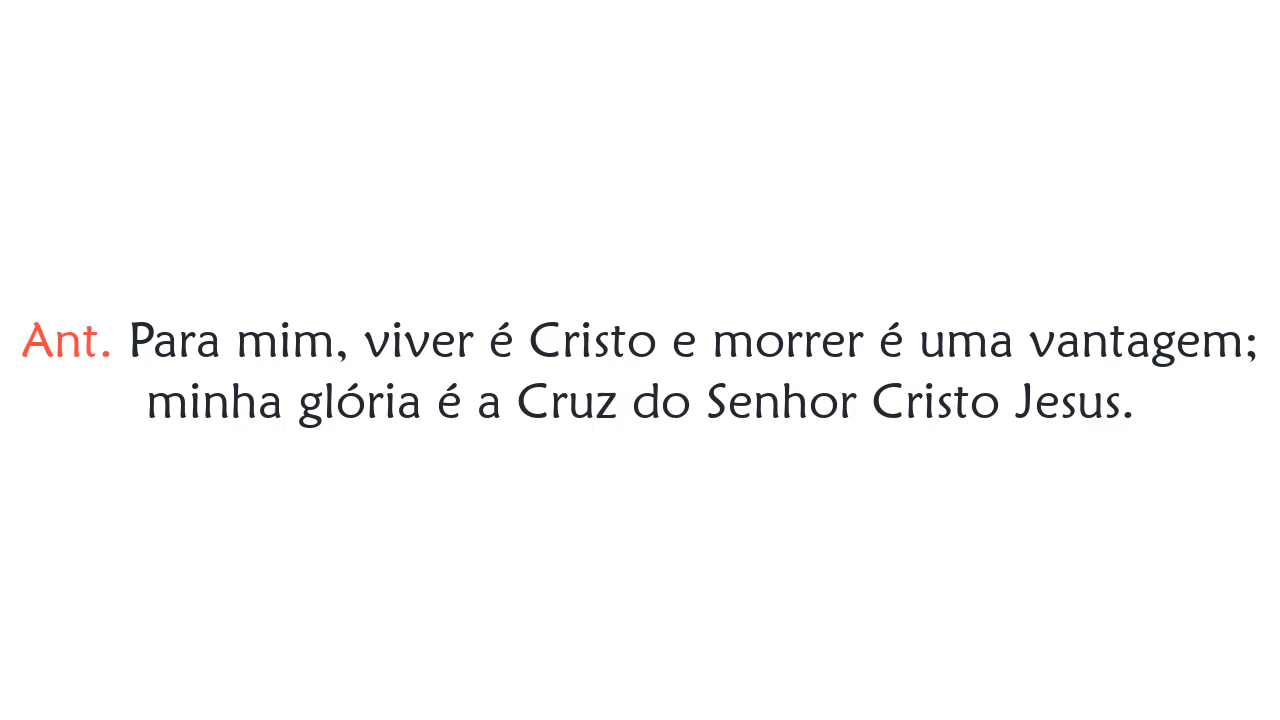 Ant. Para mim, viver é Cristo e morrer é uma vantagem;
minha glória é a Cruz do Senhor Cristo Jesus.